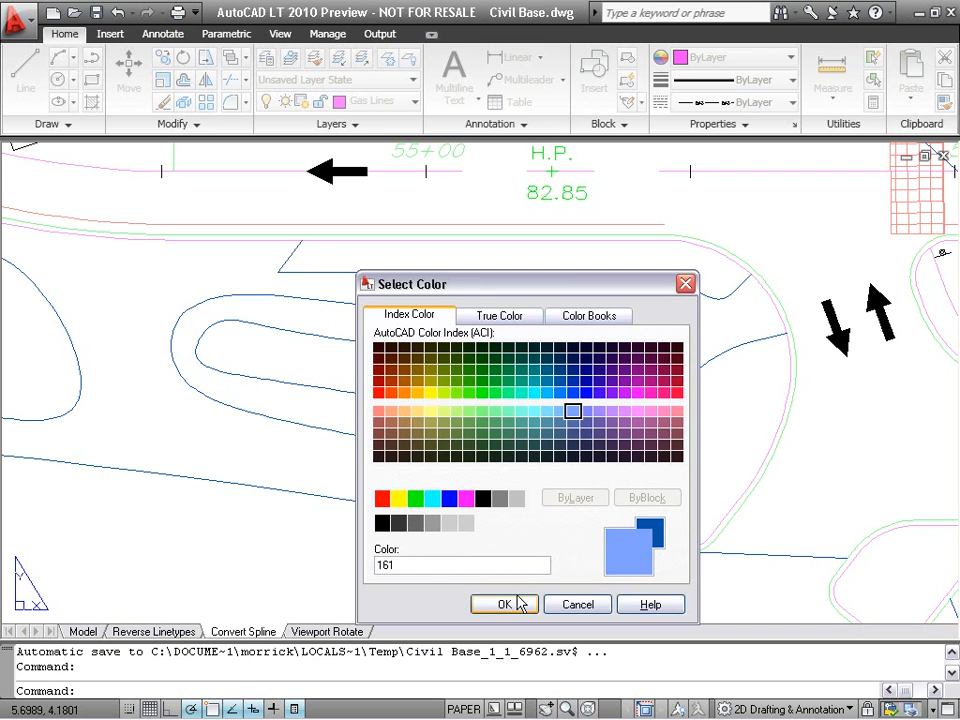 AutoCAD LT 2010 Preview - NOT FOR RESALE Civil Base.dwg Type a keyword or phrase
Home Insert Annotate Parametric View Manage Output
Line Move Unsaved Layer State Gas Lines Multiline Text Linear Multileader Table Insert ByLayer ByLayer ByLayer Measure Paste
Draw Modify Layers Annotation Block Properties Utilities Clipboard
55+00
H.P.
82.85
LT Select Color
Index Color True Color Color Books
AutoCAD Color Index (ACI):
ByLayer ByBlock
Color:
161
OK Cancel Help
Y
X
Model Reverse Linetypes Convert Spline Viewport Rotate
Automatic save to C:\DOCUME~1\morrick\LOCALS~1\Temp\Civil Base_1_1_6962.sv$ ...
Command:
Command:
5.6989, 4.1801 PAPER 2D Drafting & Annotation